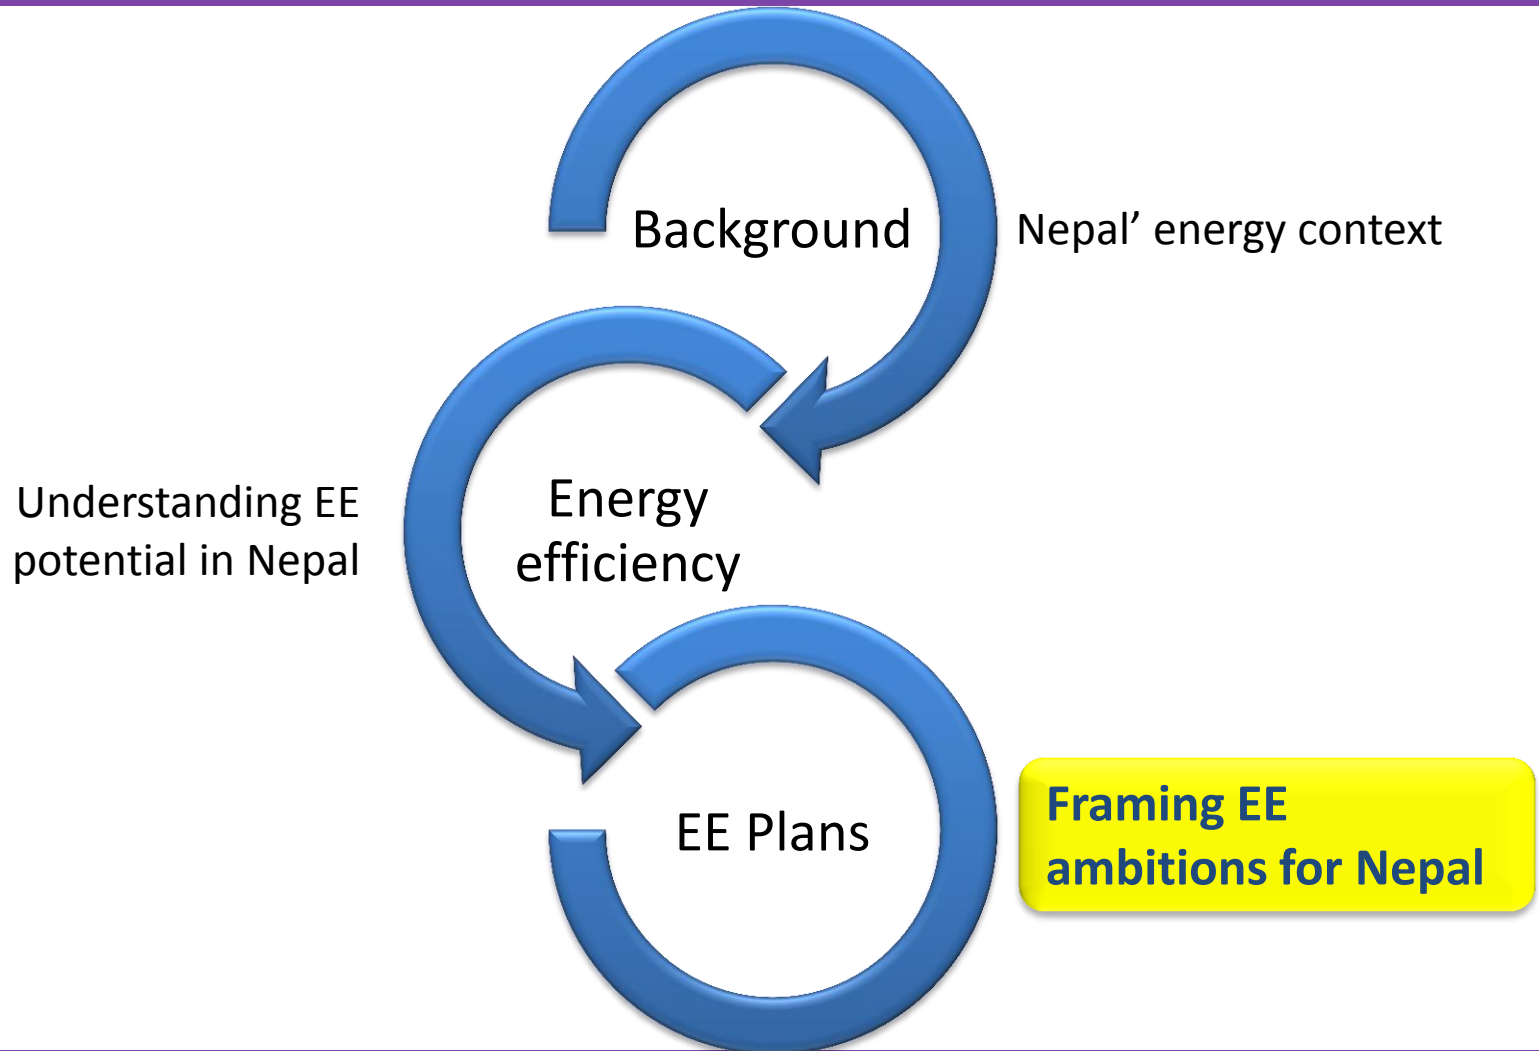 Background
Nepal’ energy context
Understanding EE
potential in Nepal
Energy
efficiency
EE Plans
Framing EE
ambitions for Nepal